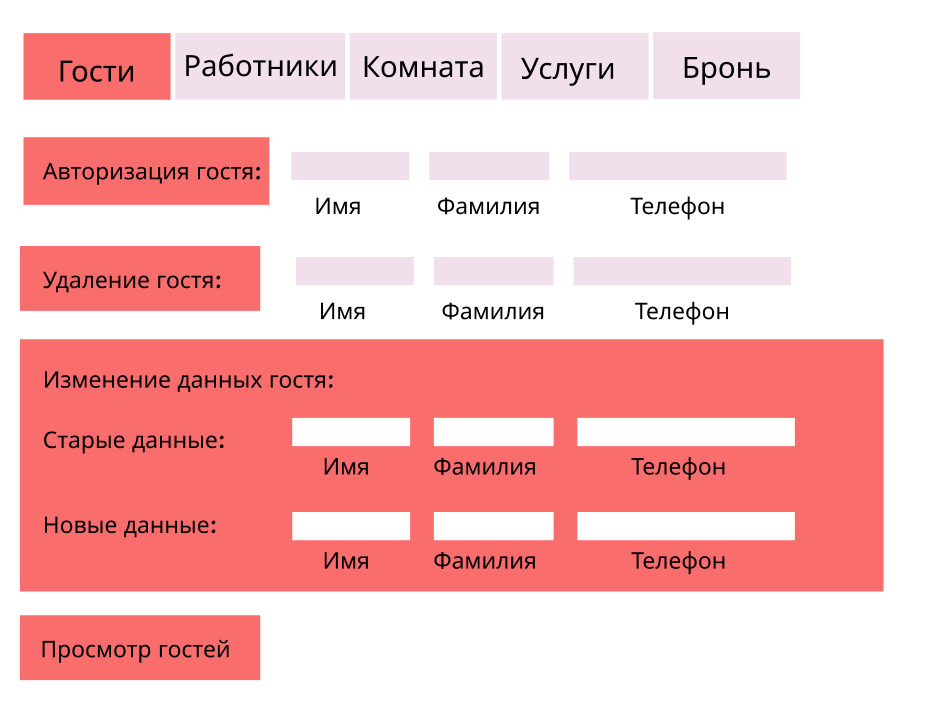 Гости Работники Комната Услуги Бронь
Авторизация гостя:
Имя Фамилия Телефон
Удаление гостя:
Имя Фамилия Телефон
Изменение данных гостя:
Старые данные:
Имя Фамилия Телефон
Новые данные:
Имя Фамилия Телефон
Просмотр гостей